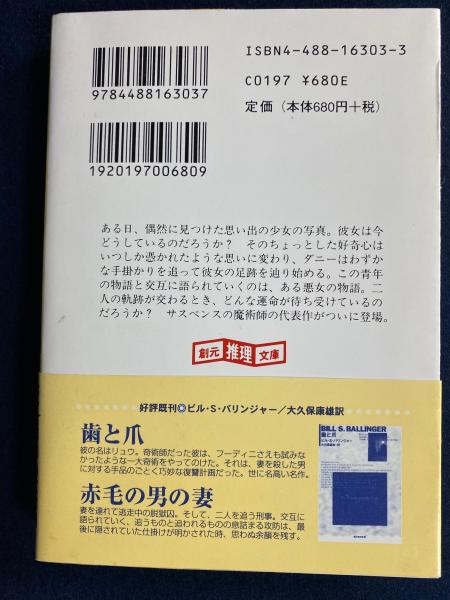 ISBN4-488-16303-3
9784488163037
C0197 ¥680E
定価（本体680円+税）
1920197006809
ある日、偶然に見つけた思い出の少女の写真。彼女は今
どうしているのだろうか？　そのちょっとした好奇心は
いつしか憑かれたような思いに変わり、ダニーはわずか
な手掛かりを追って彼女の足跡を辿り始める。この青年
の物語と交互に語られていくのは、ある悪女の物語。二
人の軌跡が交わるとき、どんな運命が待ち受けているの
だろうか？　サスペンスの魔術師の代表作がついに登場。
創元推理文庫
好評既刊◎ビル・S・バリンジャー／大久保康雄訳
歯と爪
彼の名はリュウ。奇術師だった彼は、フーディニさえも試みな
かったような一大奇術をやってのけた。それは、妻を殺した男
に対する手品のごとく巧妙な復讐計画だった。世に名高い名作。
赤毛の男の妻
妻を連れて逃走中の脱獄囚。そして、二人を追う刑事。交互に
語られていく、追うものと追われるものの息詰まる攻防は、最
後に隠されていた仕掛けが明かされた時、思わぬ余韻を残す。
BILL S. BALLINGER
歯と爪
ビル・S・バリンジャー
大久保康雄 訳